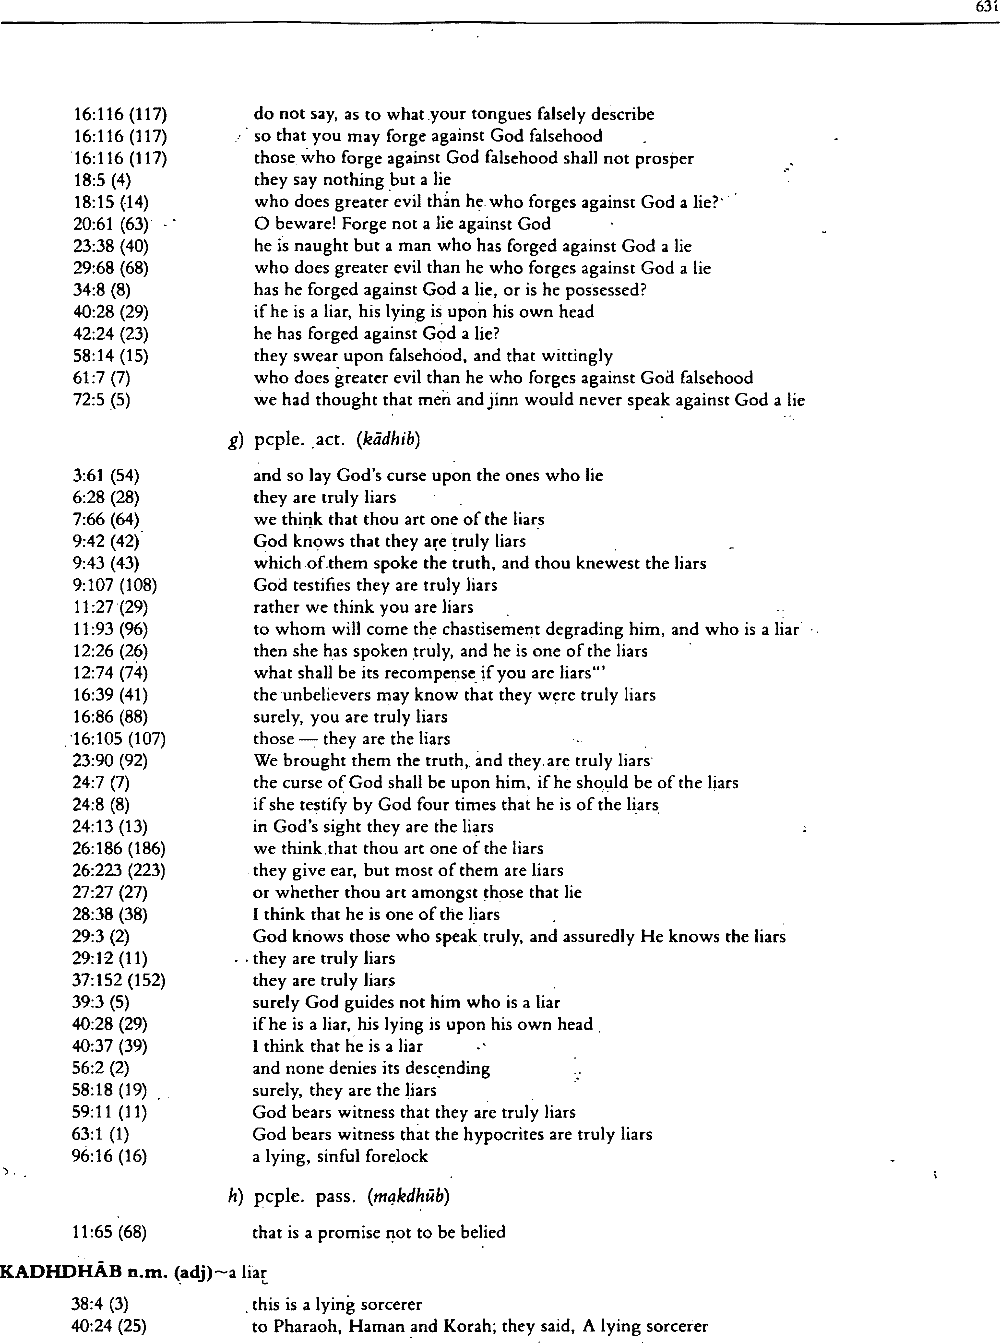 631
16:116 (117) do not say, as to what your tongues falsely describe
16:116 (117) so that you may forge against God falsehood
16:116 (117) those who forge against God falsehood shall not prosper
18:5 (4) they say nothing but a lie
18:15 (14) who does greater evil than he who forges against God a lie?
20:61 (63) O beware! Forge not a lie against God
23:38 (40) he is naught but a man who has forged against God a lie
29:68 (68) who does greater evil than he who forges against God a lie
34:8 (8) has he forged against God a lie, or is he possessed?
40:28 (29) if he is a liar, his lying is upon his own head
42:24 (23) he has forged against God a lie?
58:14 (15) they swear upon falsehood, and that wittingly
61:7 (7) who does greater evil than he who forges against God falsehood
72:5 (5) we had thought that men and jinn would never speak against God a lie
g) pcple. act. (kādhib)
3:61 (54) and so lay God's curse upon the ones who lie
6:28 (28) they are truly liars
7:66 (64) we think that thou art one of the liars
9:42 (42) God knows that they are truly liars
9:43 (43) which of them spoke the truth, and thou knewest the liars
9:107 (108) God testifies they are truly liars
11:27 (29) rather we think you are liars
11:93 (96) to whom will come the chastisement degrading him, and who is a liar
12:26 (26) then she has spoken truly, and he is one of the liars
12:74 (74) what shall be its recompense if you are liars"'
16:39 (41) the unbelievers may know that they were truly liars
16:86 (88) surely, you are truly liars
16:105 (107) those — they are the liars
23:90 (92) We brought them the truth, and they are truly liars
24:7 (7) the curse of God shall be upon him, if he should be of the liars
24:8 (8) if she testify by God four times that he is of the liars
24:13 (13) in God's sight they are the liars
26:186 (186) we think that thou art one of the liars
26:223 (223) they give ear, but most of them are liars
27:27 (27) or whether thou art amongst those that lie
28:38 (38) I think that he is one of the liars
29:3 (2) God knows those who speak truly, and assuredly He knows the liars
29:12 (11) they are truly liars
37:152 (152) they are truly liars
39:3 (5) surely God guides not him who is a liar
40:28 (29) if he is a liar, his lying is upon his own head
40:37 (39) I think that he is a liar
56:2 (2) and none denies its descending
58:18 (19) surely, they are the liars
59:11 (11) God bears witness that they are truly liars
63:1 (1) God bears witness that the hypocrites are truly liars
96:16 (16) a lying, sinful forelock
h) pcple. pass. (makdhūb)
11:65 (68) that is a promise not to be belied
KADHDHĀB n.m. (adj)~a liar
38:4 (3) this is a lying sorcerer
40:24 (25) to Pharaoh, Haman and Korah; they said, A lying sorcerer